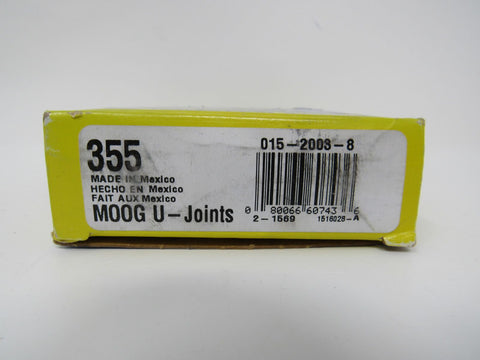 355
MADE IN Mexico
HECHO EN Mexico
FAIT AUX Mexico
MOOG U-Joints
015-2003-8
0 80066 60743 6
2-1569
1516028-A